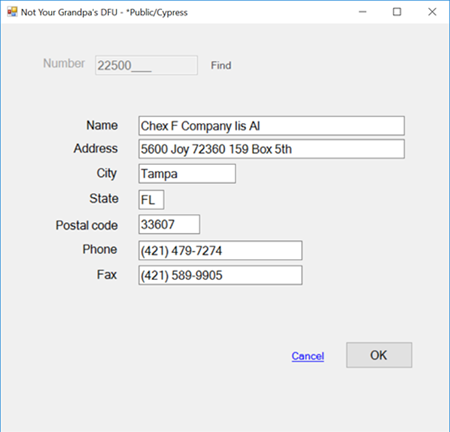 Not Your Grandpa's DFU - *Public/Cypress
Number 22500___ Find
Name Chex F Company Iis Al
Address 5600 Joy 72360 159 Box 5th
City Tampa
State FL
Postal code 33607
Phone (421) 479-7274
Fax (421) 589-9905
Cancel OK